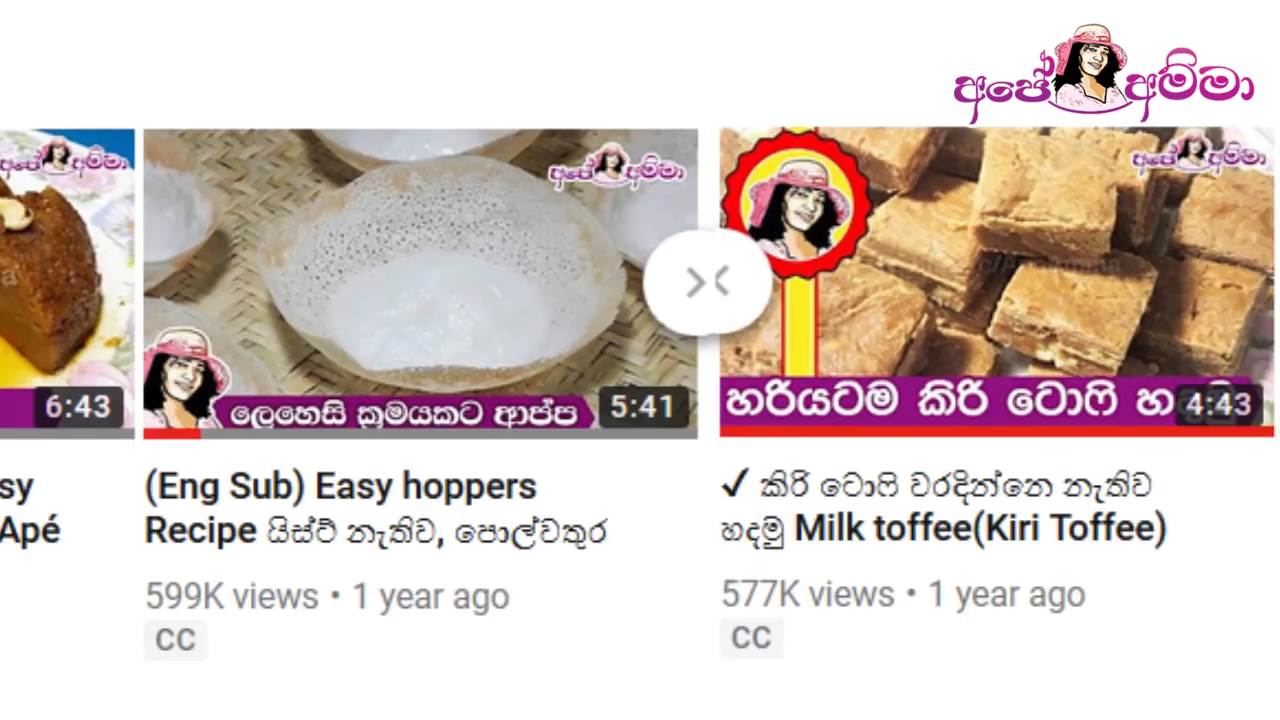 අපේ අම්මා
අපේ අම්මා
6:43
sy
Apé
අපේ අම්මා
ලෙහෙසි ක්‍රමයකට ආප්ප
5:41
(Eng Sub) Easy hoppers
Recipe යිස්ට් නැතිව, පොල්වතුර
599K views • 1 year ago
CC
අපේ අම්මා
හරියටම කිරි ටොෆි
4:43
✓ කිරි ටොෆි වරදින්නෙ නැතිව
හදමු Milk toffee(Kiri Toffee)
577K views • 1 year ago
CC